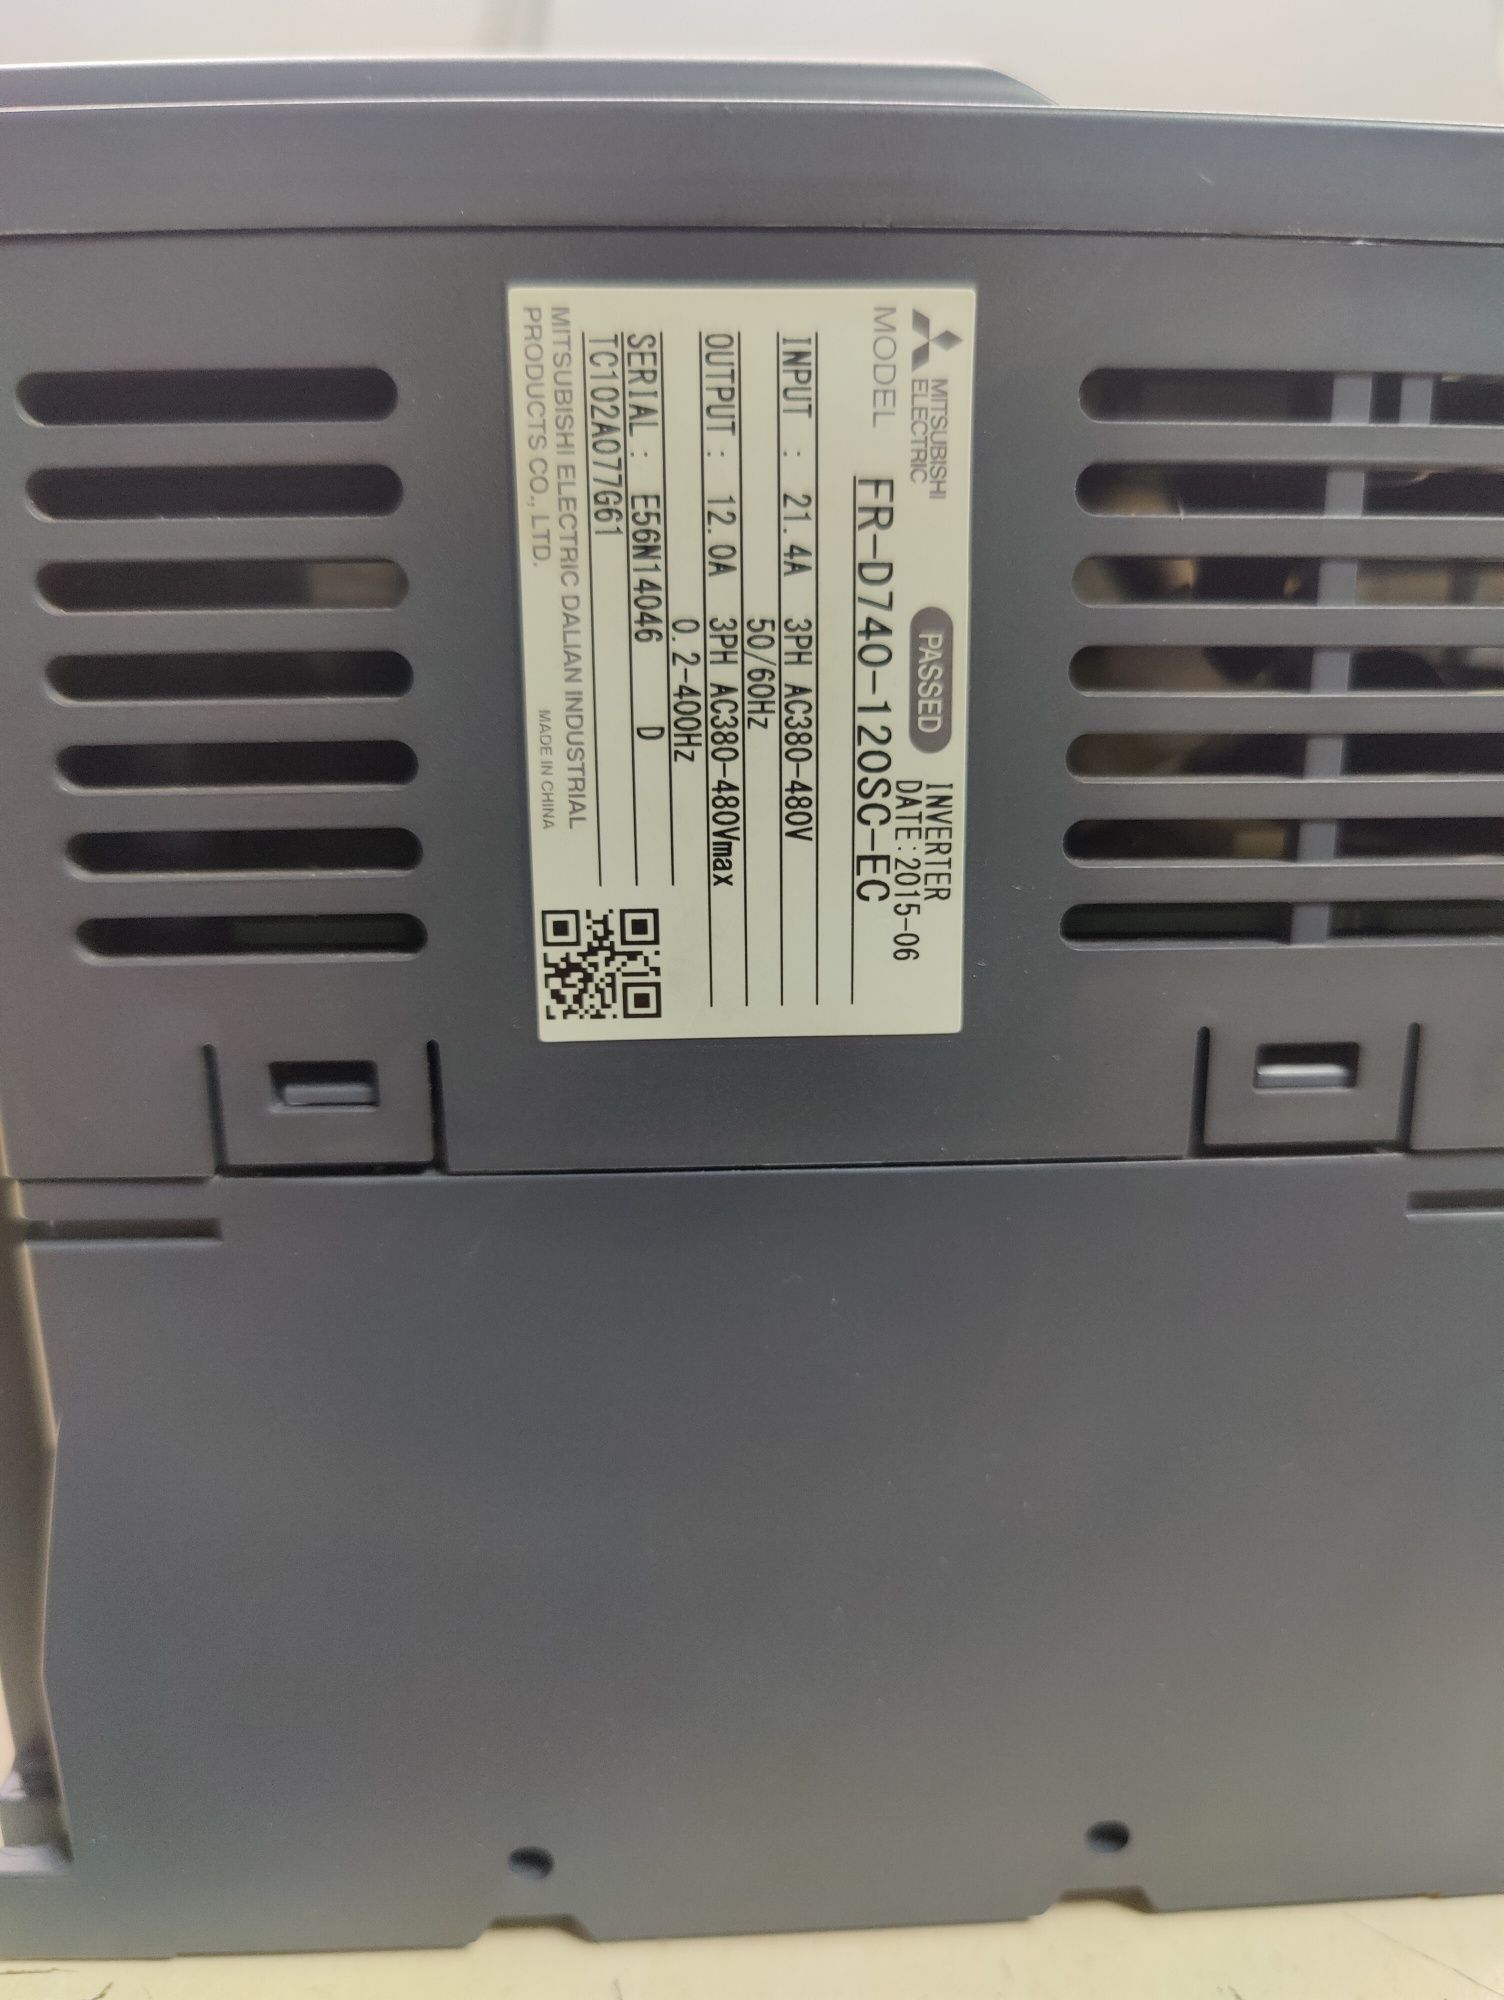 MITSUBISHI
ELECTRIC
PASSED
INVERTER
DATE:2015-06
MODEL FR-D740-120SC-EC
INPUT : 21.4A 3PH AC380-480V
50/60Hz
OUTPUT : 12.0A 3PH AC380-480Vmax
0.2-400Hz
SERIAL : E56N14046 D
TC102A077G61
MITSUBISHI ELECTRIC DALIAN INDUSTRIAL
PRODUCTS CO., LTD.
MADE IN CHINA